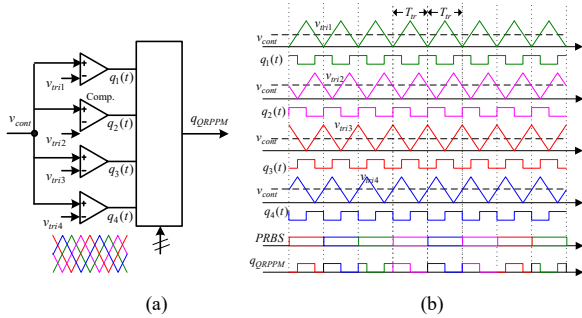 v_cont
v_tri1
v_tri2
v_tri3
v_tri4
Comp.
q_1(t)
q_2(t)
q_3(t)
q_4(t)
q_QRPPM
(a)
T_tr T_tr
v_tri1
v_cont
q_1(t)
v_tri2
v_cont
q_2(t)
v_tri3
v_cont
q_3(t)
v_tri4
v_cont
q_4(t)
PRBS
q_QRPPM
(b)